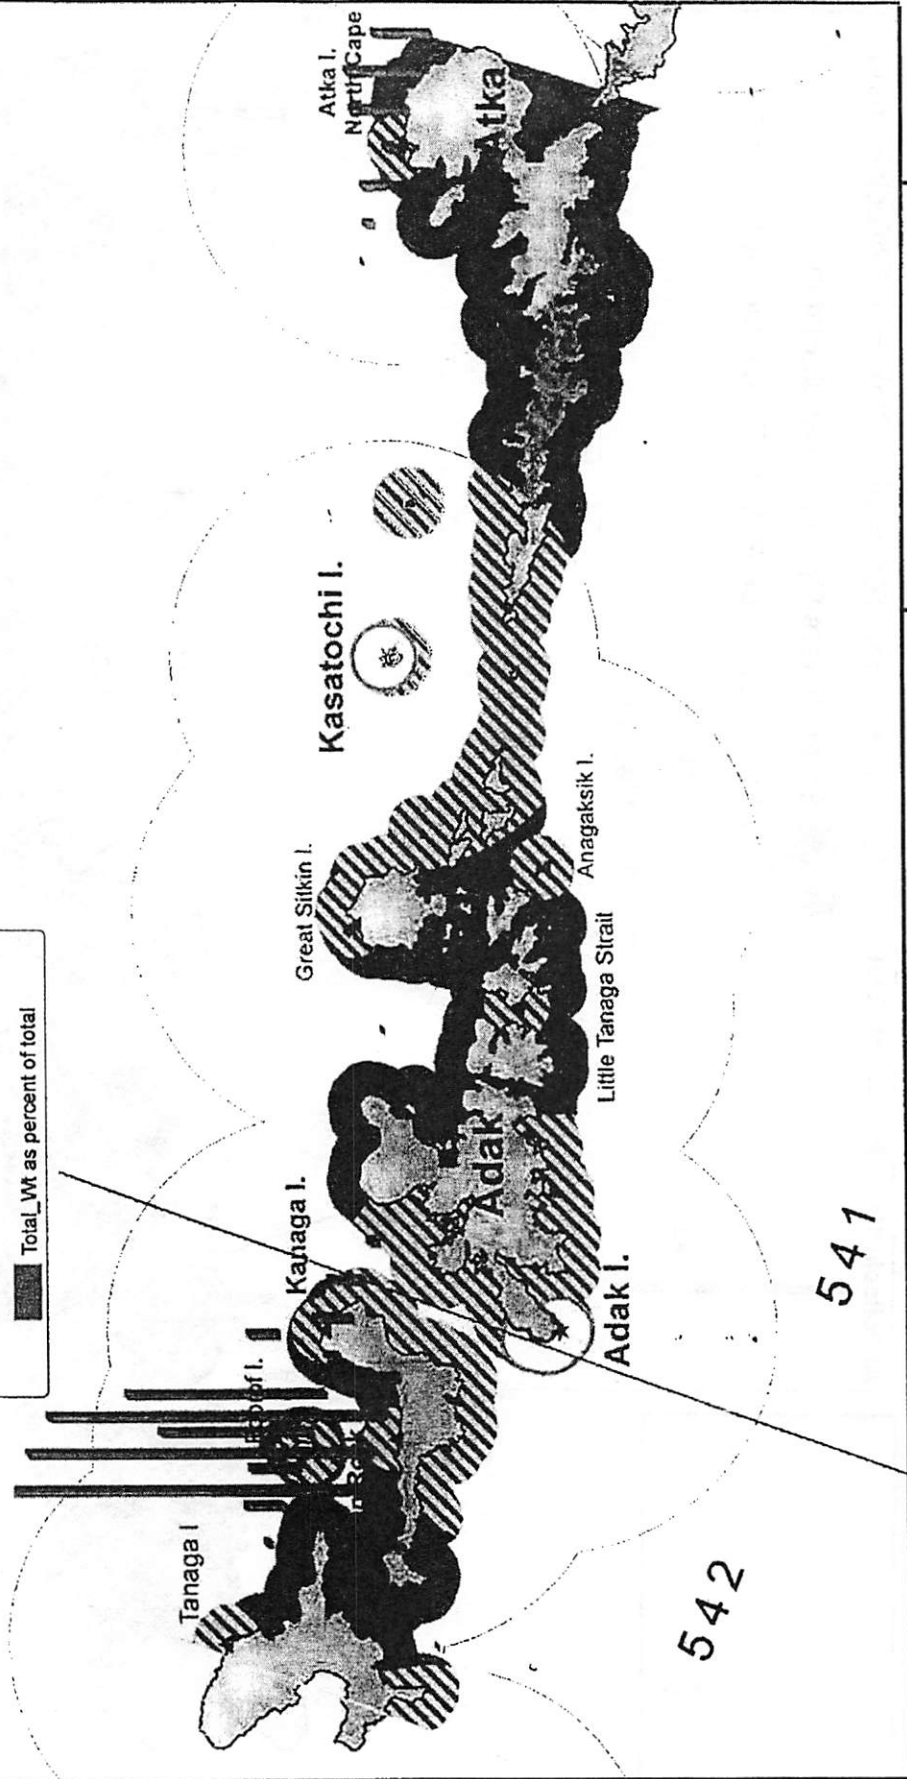 Total_Wt as percent of total
Tanaga I
Kanaga I.
Adak
Adak I.
Great Sitkin I.
Little Tanaga Strait
Anagaksik I.
Kasatochi I.
Atka I.
North Cape
Atka
542
541